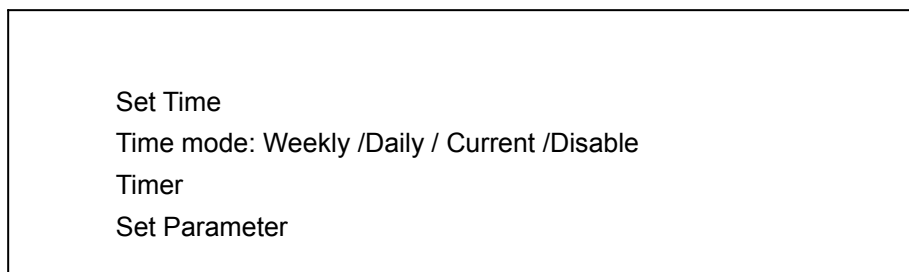 Set Time
Time mode: Weekly /Daily / Current /Disable
Timer
Set Parameter